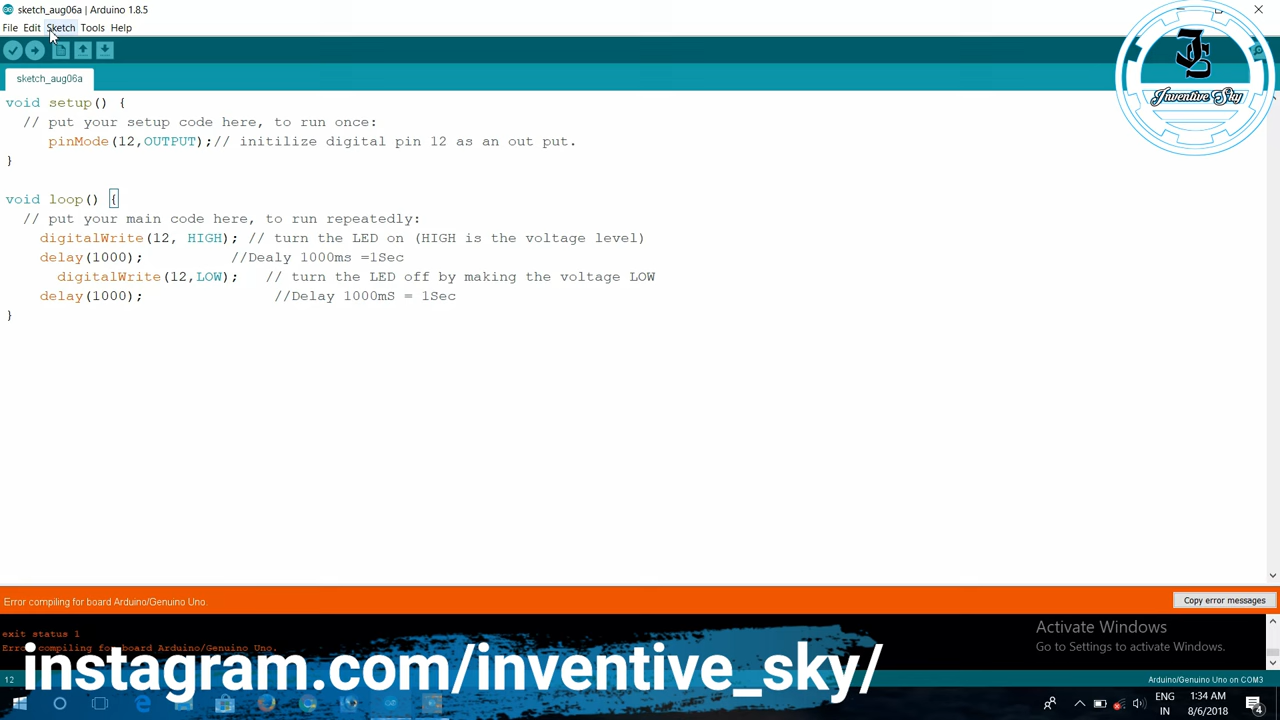 sketch_aug06a | Arduino 1.8.5
File Edit Sketch Tools Help
sketch_aug06a
void setup() {
// put your setup code here, to run once:
pinMode(12,OUTPUT);// initilize digital pin 12 as an out put.
}
void loop() {
// put your main code here, to run repeatedly:
digitalWrite(12, HIGH); // turn the LED on (HIGH is the voltage level)
delay(1000); //Dealy 1000ms =1Sec
digitalWrite(12,LOW); // turn the LED off by making the voltage LOW
delay(1000); //Delay 1000mS = 1Sec
}
Inventive Sky
Error compiling for board Arduino/Genuino Uno.
Copy error messages
exit status 1
Error compiling for board Arduino/Genuino Uno.
Activate Windows
Go to Settings to activate Windows.
instagram.com/inventive_sky/
12
Arduino/Genuino Uno on COM3
ENG
IN
1:34 AM
8/6/2018
4